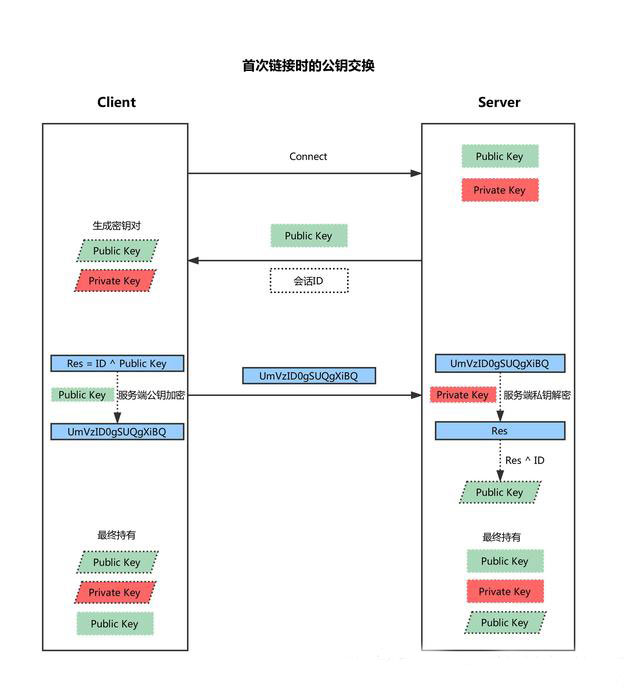 首次链接时的公钥交换
Client
Server
Connect
Public Key
Private Key
生成密钥对
Public Key
Private Key
Public Key
会话ID
Res = ID ^ Public Key
Public Key
服务端公钥加密
UmVzID0gSUQgXiBQ
UmVzID0gSUQgXiBQ
UmVzID0gSUQgXiBQ
Private Key
服务端私钥解密
Res
Res ^ ID
Public Key
最终持有
Public Key
Private Key
Public Key
最终持有
Public Key
Private Key
Public Key